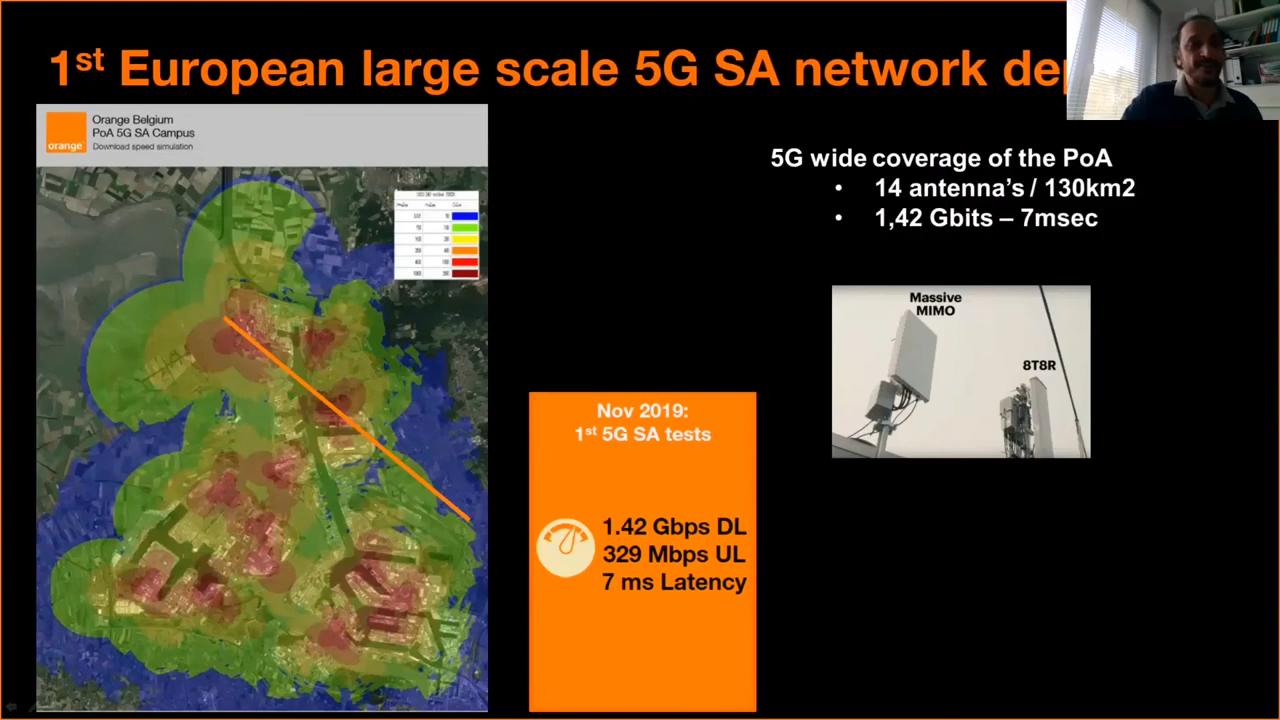 1st European large scale 5G SA network
Orange Belgium
PoA 5G SA Campus
Download speed simulation
orange
5G wide coverage of the PoA
• 14 antenna’s / 130km2
• 1,42 Gbits – 7msec
Massive
MIMO
8T8R
Nov 2019:
1st 5G SA tests
1.42 Gbps DL
329 Mbps UL
7 ms Latency